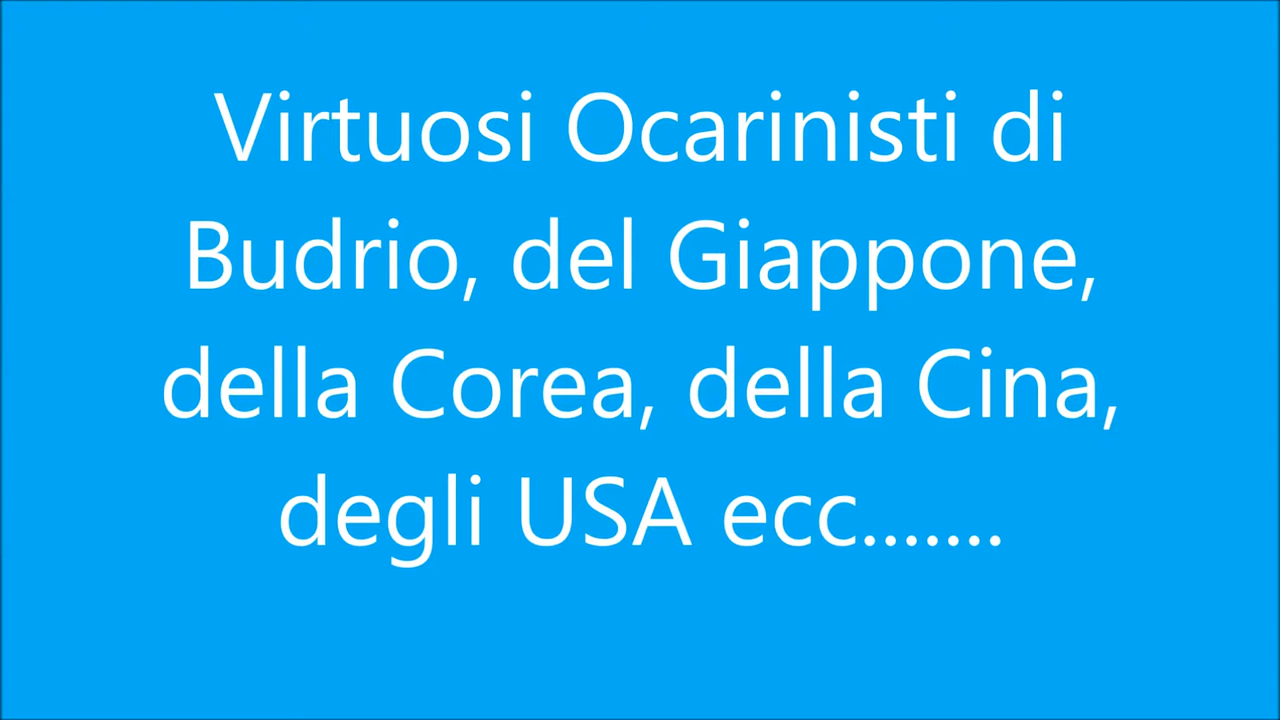 Virtuosi Ocarinisti di
Budrio, del Giappone,
della Corea, della Cina,
degli USA ecc.......